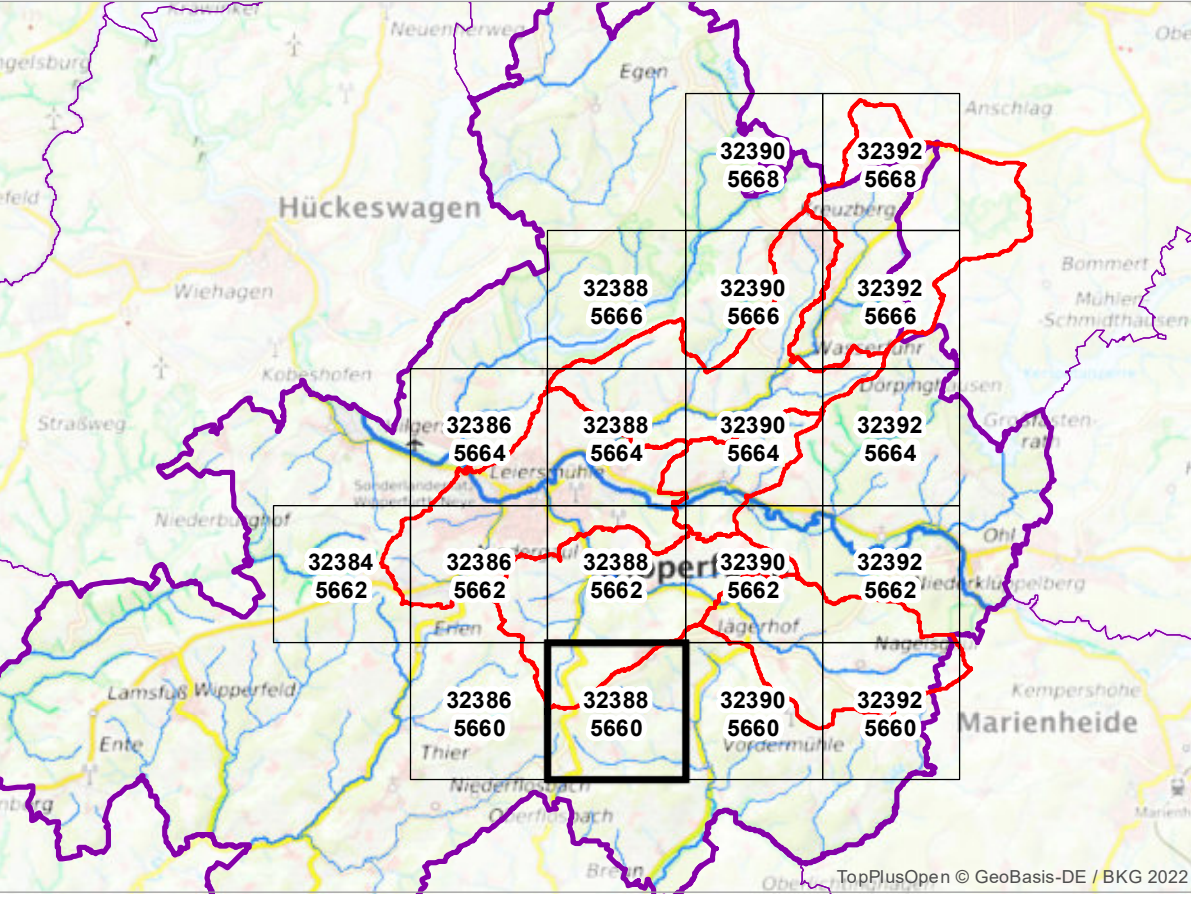 Egen
Anschlag
32390
5668
32392
5668
Hückeswagen
Wiehagen
Bommert
Mühlen
-Schmidthausen
32388
5666
32390
5666
32392
5666
Wasserfuhr
Kobeshofen
Dörpinghausen
Straßweg
32386
5664
32388
5664
32390
5664
32392
5664
Leiersmühle
Niederburghof
Ohl
32384
5662
32386
5662
32388
5662
32390
5662
32392
5662
Niederklüppelberg
Erlen
Jägerhof
Lamsfuß
Wipperfeld
32386
5660
32388
5660
32390
5660
32392
5660
Kempershöhe
Marienheide
Ente
Thier
Vordermühle
Niederflosbach
Oberflosbach
TopPlusOpen © GeoBasis-DE / BKG 2022